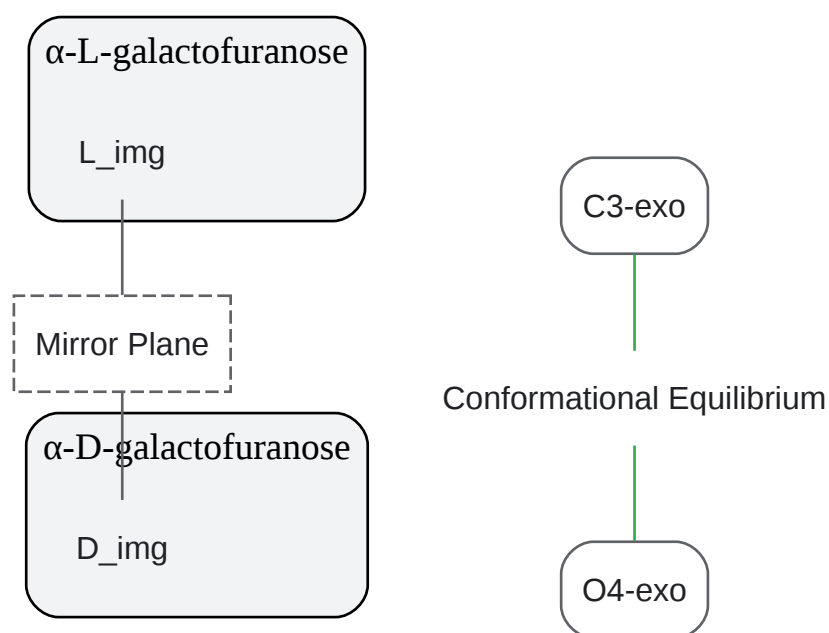 α-L-galactofuranose
L_img
Mirror Plane
α-D-galactofuranose
D_img
C3-exo
Conformational Equilibrium
O4-exo